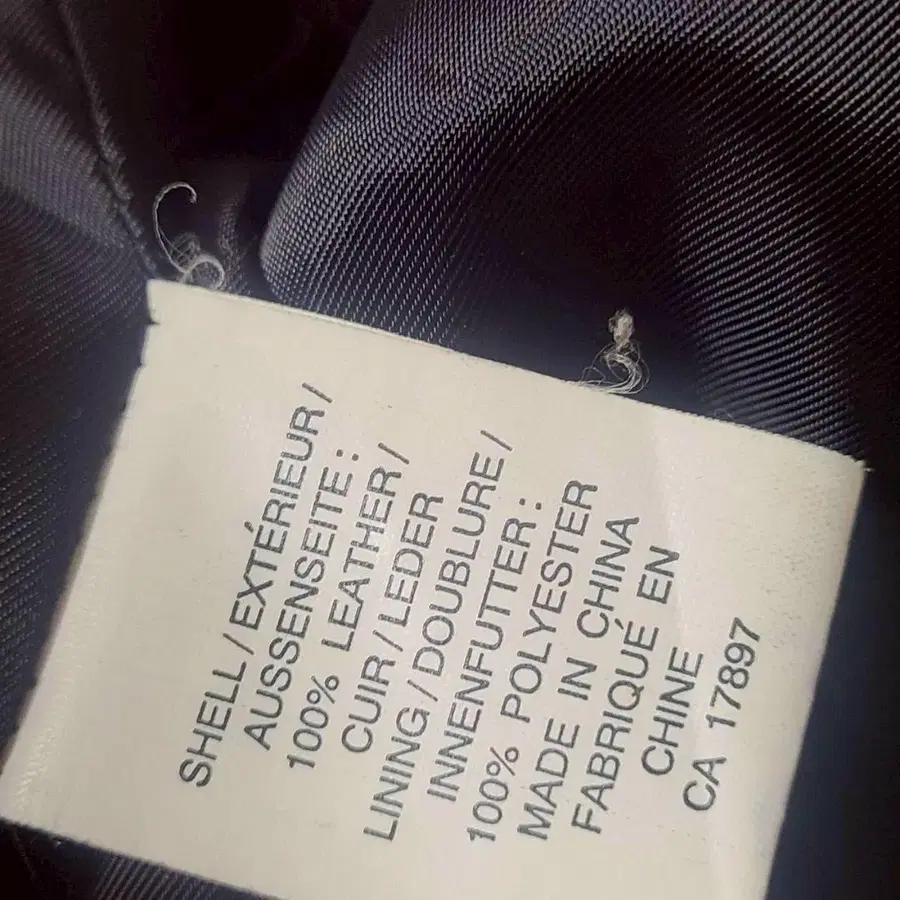 SHELL / EXTÉRIEUR /
AUSSENSEITE :
100% LEATHER /
CUIR / LEDER
LINING / DOUBLURE /
INNENFUTTER :
100% POLYESTER
MADE IN CHINA
FABRIQUÉ EN
CHINE
CA 17897